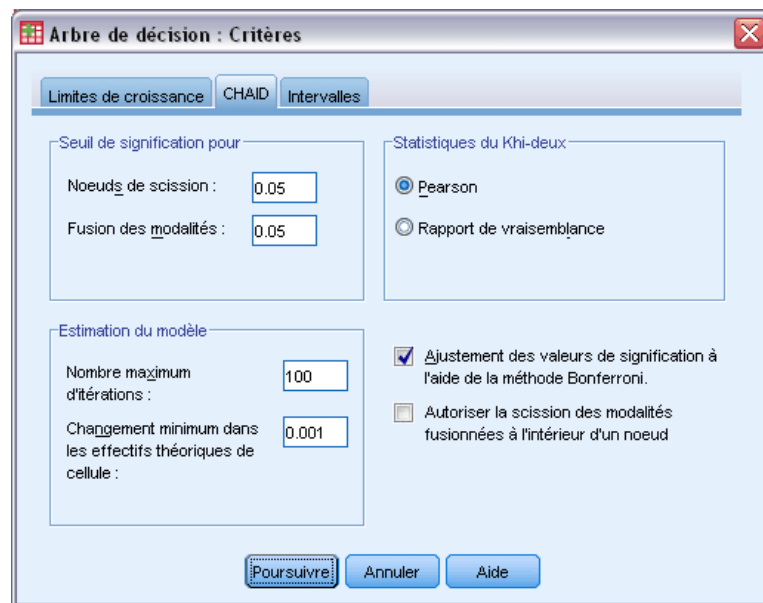 Arbre de décision : Critères
Limites de croissance
CHAID
Intervalles
Seuil de signification pour
Noeuds de scission :
0.05
Fusion des modalités :
0.05
Statistiques du Khi-deux
Pearson
Rapport de vraisemblance
Estimation du modèle
Nombre maximum
d'itérations :
100
Changement minimum dans
les effectifs théoriques de
cellule :
0.001
Ajustement des valeurs de signification à
l'aide de la méthode Bonferroni.
Autoriser la scission des modalités
fusionnées à l'intérieur d'un noeud
Poursuivre
Annuler
Aide